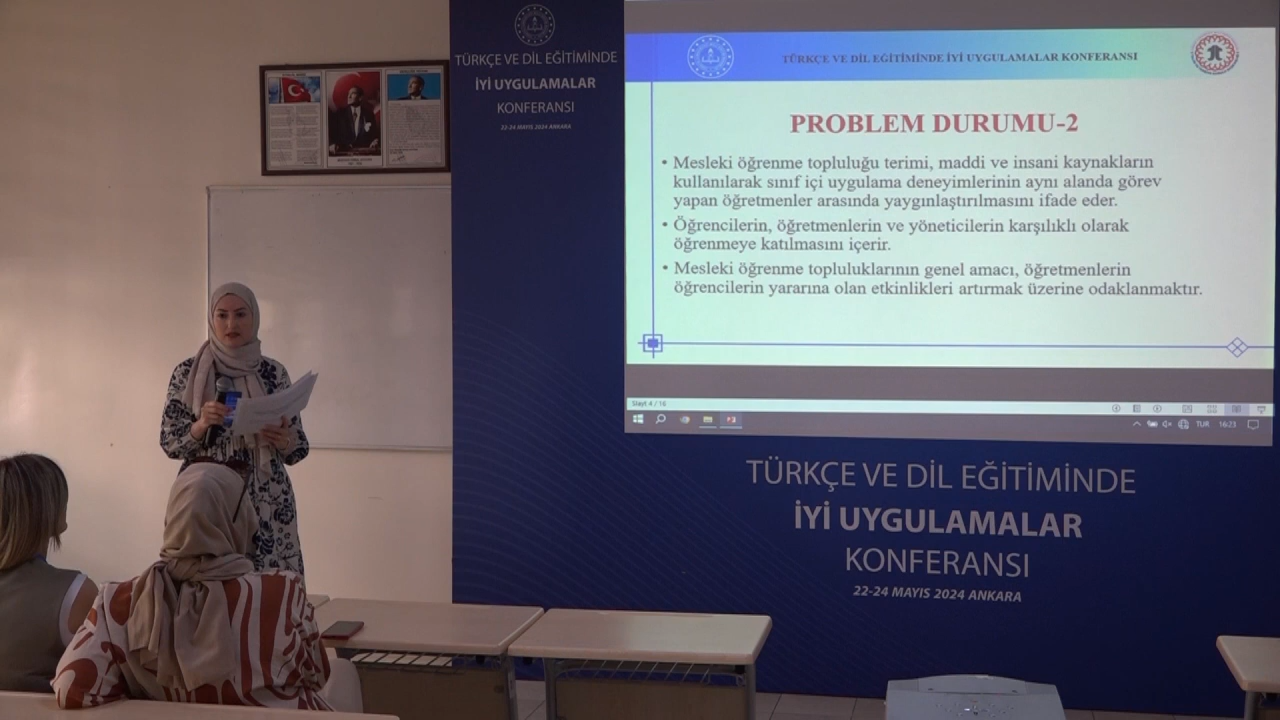 TÜRKÇE VE DİL EĞİTİMİNDE
İYİ UYGULAMALAR
KONFERANSI
22-24 MAYIS 2024 ANKARA
TÜRKÇE VE DİL EĞİTİMİNDE İYİ UYGULAMALAR KONFERANSI
PROBLEM DURUMU-2
• Mesleki öğrenme topluluğu terimi, maddi ve insani kaynakların
kullanılarak sınıf içi uygulama deneyimlerinin aynı alanda görev
yapan öğretmenler arasında yaygınlaştırılmasını ifade eder.
• Öğrencilerin, öğretmenlerin ve yöneticilerin karşılıklı olarak
öğrenmeye katılmasını içerir.
• Mesleki öğrenme topluluklarının genel amacı, öğretmenlerin
öğrencilerin yararına olan etkinlikleri artırmak üzerine odaklanmaktır.
Slayt 4 / 16
TUR 16:23
TÜRKÇE VE DİL EĞİTİMİNDE
İYİ UYGULAMALAR
KONFERANSI
22-24 MAYIS 2024 ANKARA